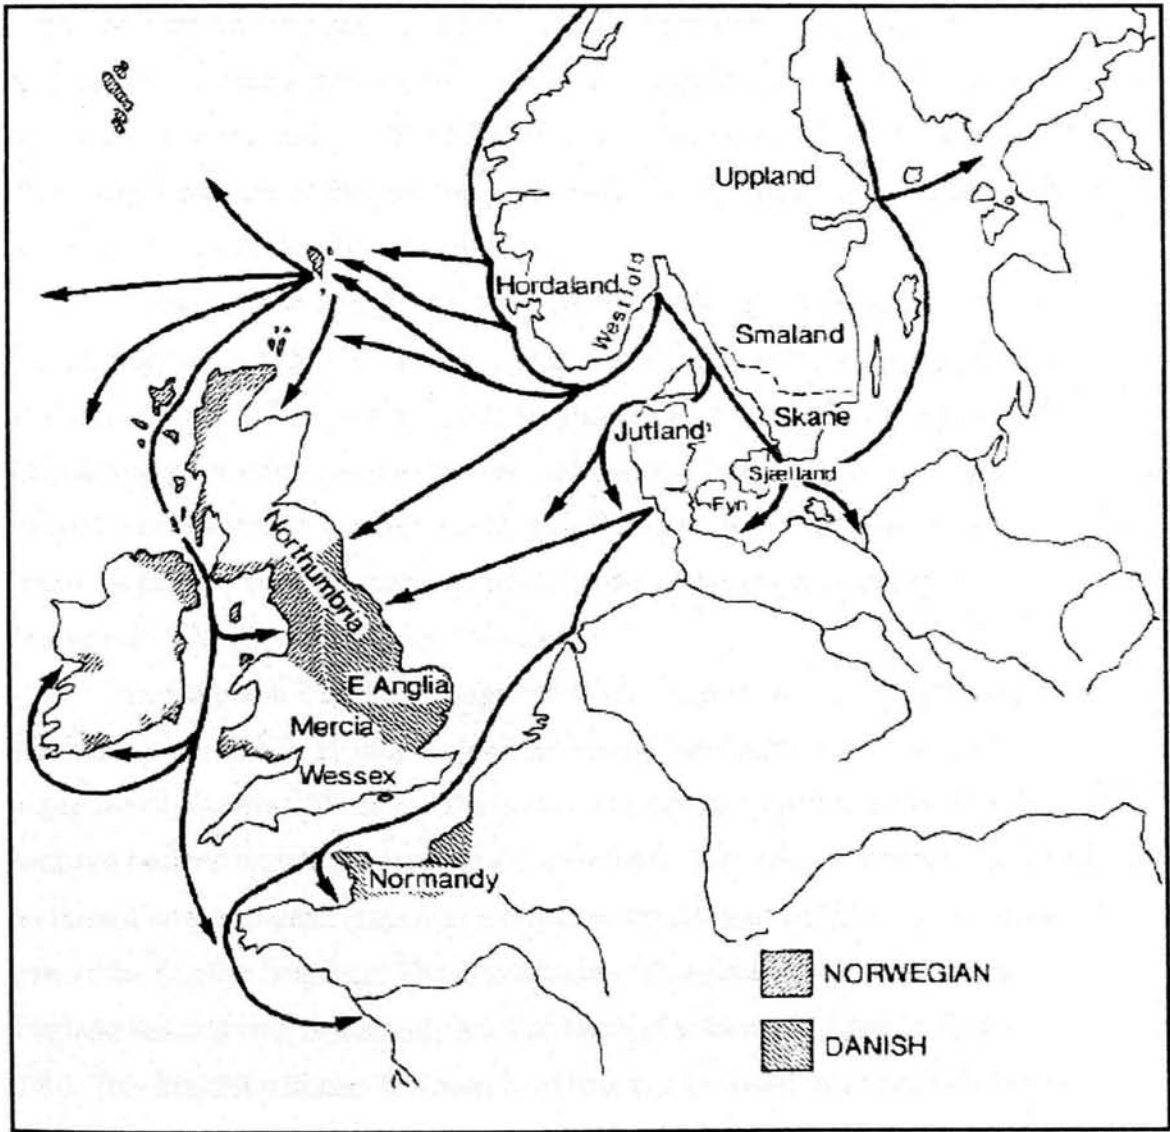 Uppland
Hordaland
Westfold
Smaland
Skane
Jutland
Sjælland
Fyn
Northumbria
E Anglia
Mercia
Wessex
Normandy
NORWEGIAN
DANISH